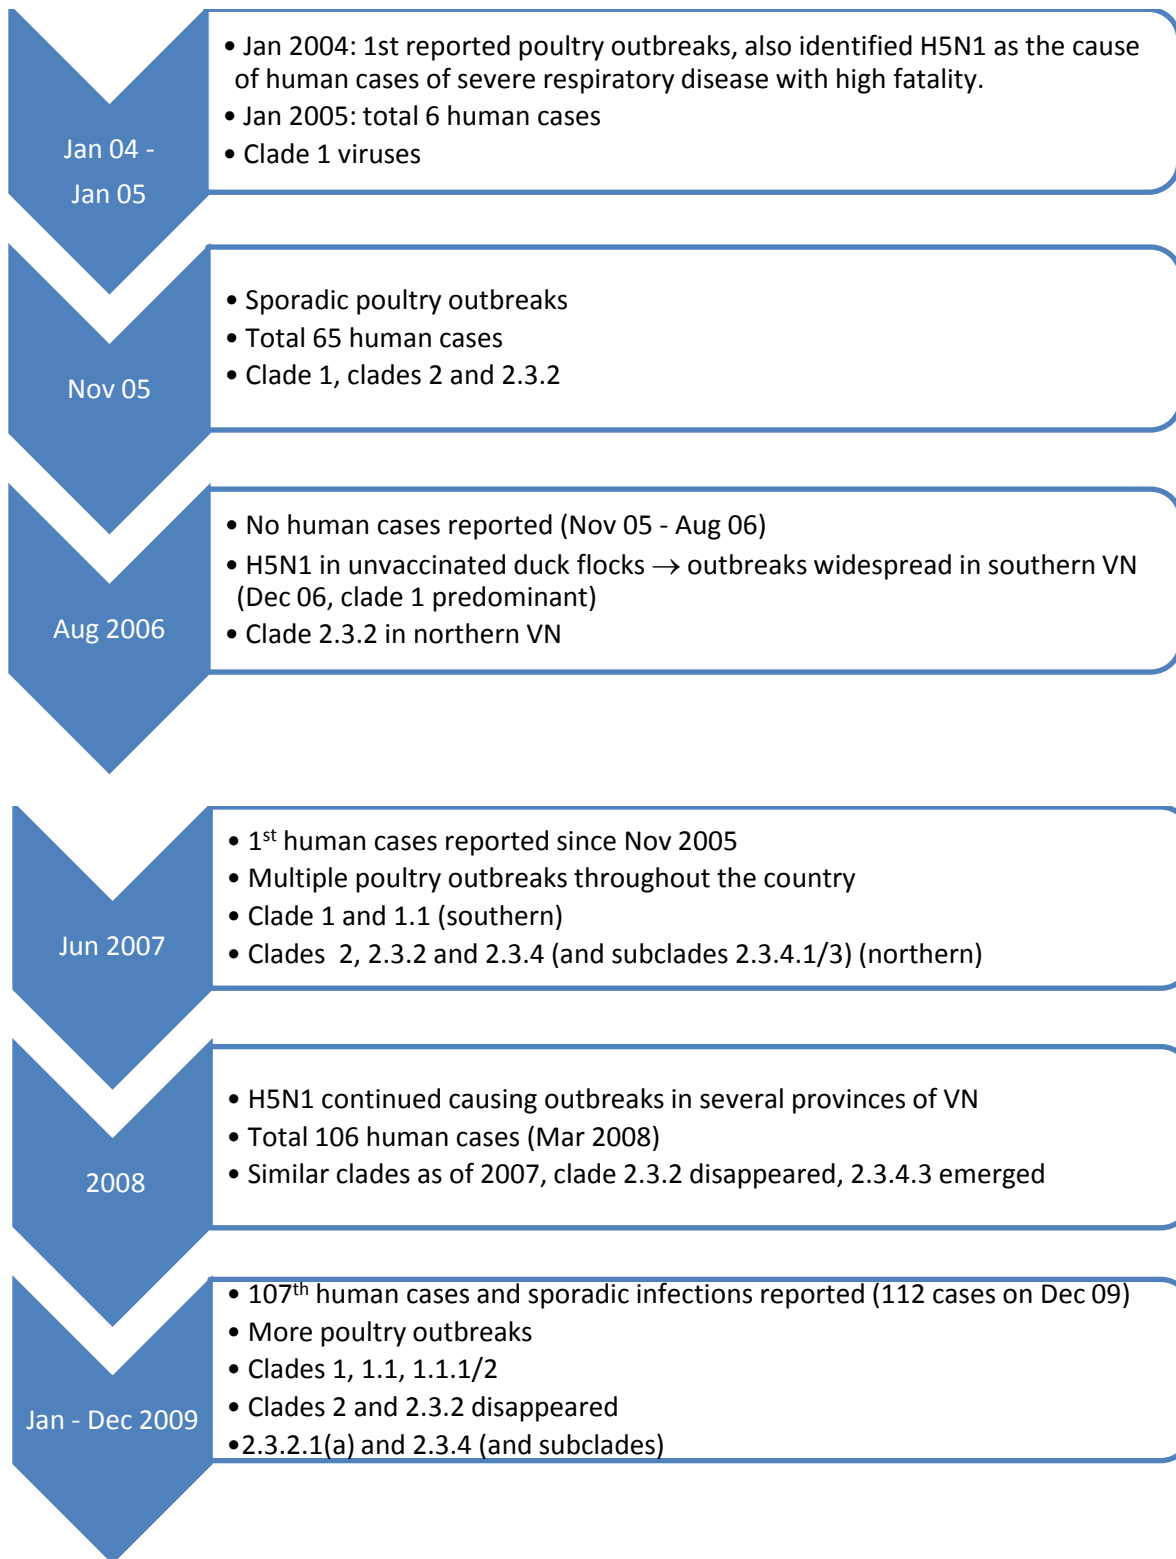 Jan 04 -
Jan 05
• Jan 2004: 1st reported poultry outbreaks, also identified H5N1 as the cause
of human cases of severe respiratory disease with high fatality.
• Jan 2005: total 6 human cases
• Clade 1 viruses
Nov 05
• Sporadic poultry outbreaks
• Total 65 human cases
• Clade 1, clades 2 and 2.3.2
Aug 2006
• No human cases reported (Nov 05 - Aug 06)
• H5N1 in unvaccinated duck flocks → outbreaks widespread in southern VN
(Dec 06, clade 1 predominant)
• Clade 2.3.2 in northern VN
Jun 2007
• 1st human cases reported since Nov 2005
• Multiple poultry outbreaks throughout the country
• Clade 1 and 1.1 (southern)
• Clades 2, 2.3.2 and 2.3.4 (and subclades 2.3.4.1/3) (northern)
2008
• H5N1 continued causing outbreaks in several provinces of VN
• Total 106 human cases (Mar 2008)
• Similar clades as of 2007, clade 2.3.2 disappeared, 2.3.4.3 emerged
Jan - Dec 2009
• 107th human cases and sporadic infections reported (112 cases on Dec 09)
• More poultry outbreaks
• Clades 1, 1.1, 1.1.1/2
• Clades 2 and 2.3.2 disappeared
•2.3.2.1(a) and 2.3.4 (and subclades)